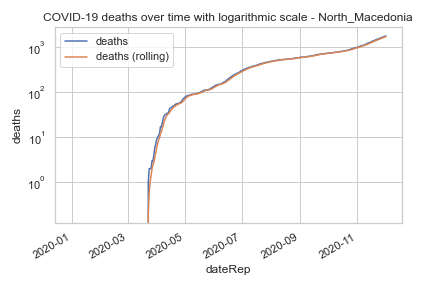 COVID-19 deaths over time with logarithmic scale - North_Macedonia
deaths
deaths (rolling)
10³
10²
10¹
10⁰
deaths
2020-01
2020-03
2020-05
2020-07
2020-09
2020-11
dateRep